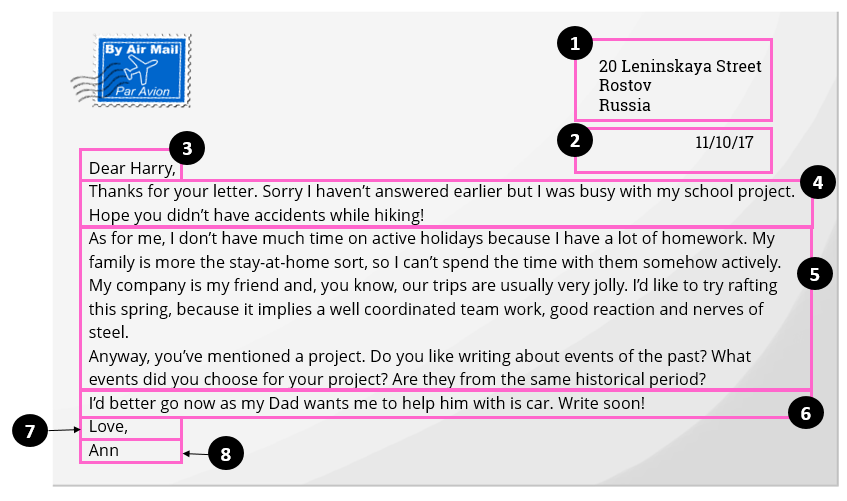 By Air Mail
Par Avion
1
20 Leninskaya Street
Rostov
Russia
2
11/10/17
3
Dear Harry,
4
Thanks for your letter. Sorry I haven’t answered earlier but I was busy with my school project.
Hope you didn’t have accidents while hiking!
As for me, I don’t have much time on active holidays because I have a lot of homework. My
family is more the stay-at-home sort, so I can’t spend the time with them somehow actively.
5
My company is my friend and, you know, our trips are usually very jolly. I’d like to try rafting
this spring, because it implies a well coordinated team work, good reaction and nerves of
steel.
Anyway, you’ve mentioned a project. Do you like writing about events of the past? What
events did you choose for your project? Are they from the same historical period?
I’d better go now as my Dad wants me to help him with is car. Write soon!
6
7
Love,
Ann
8